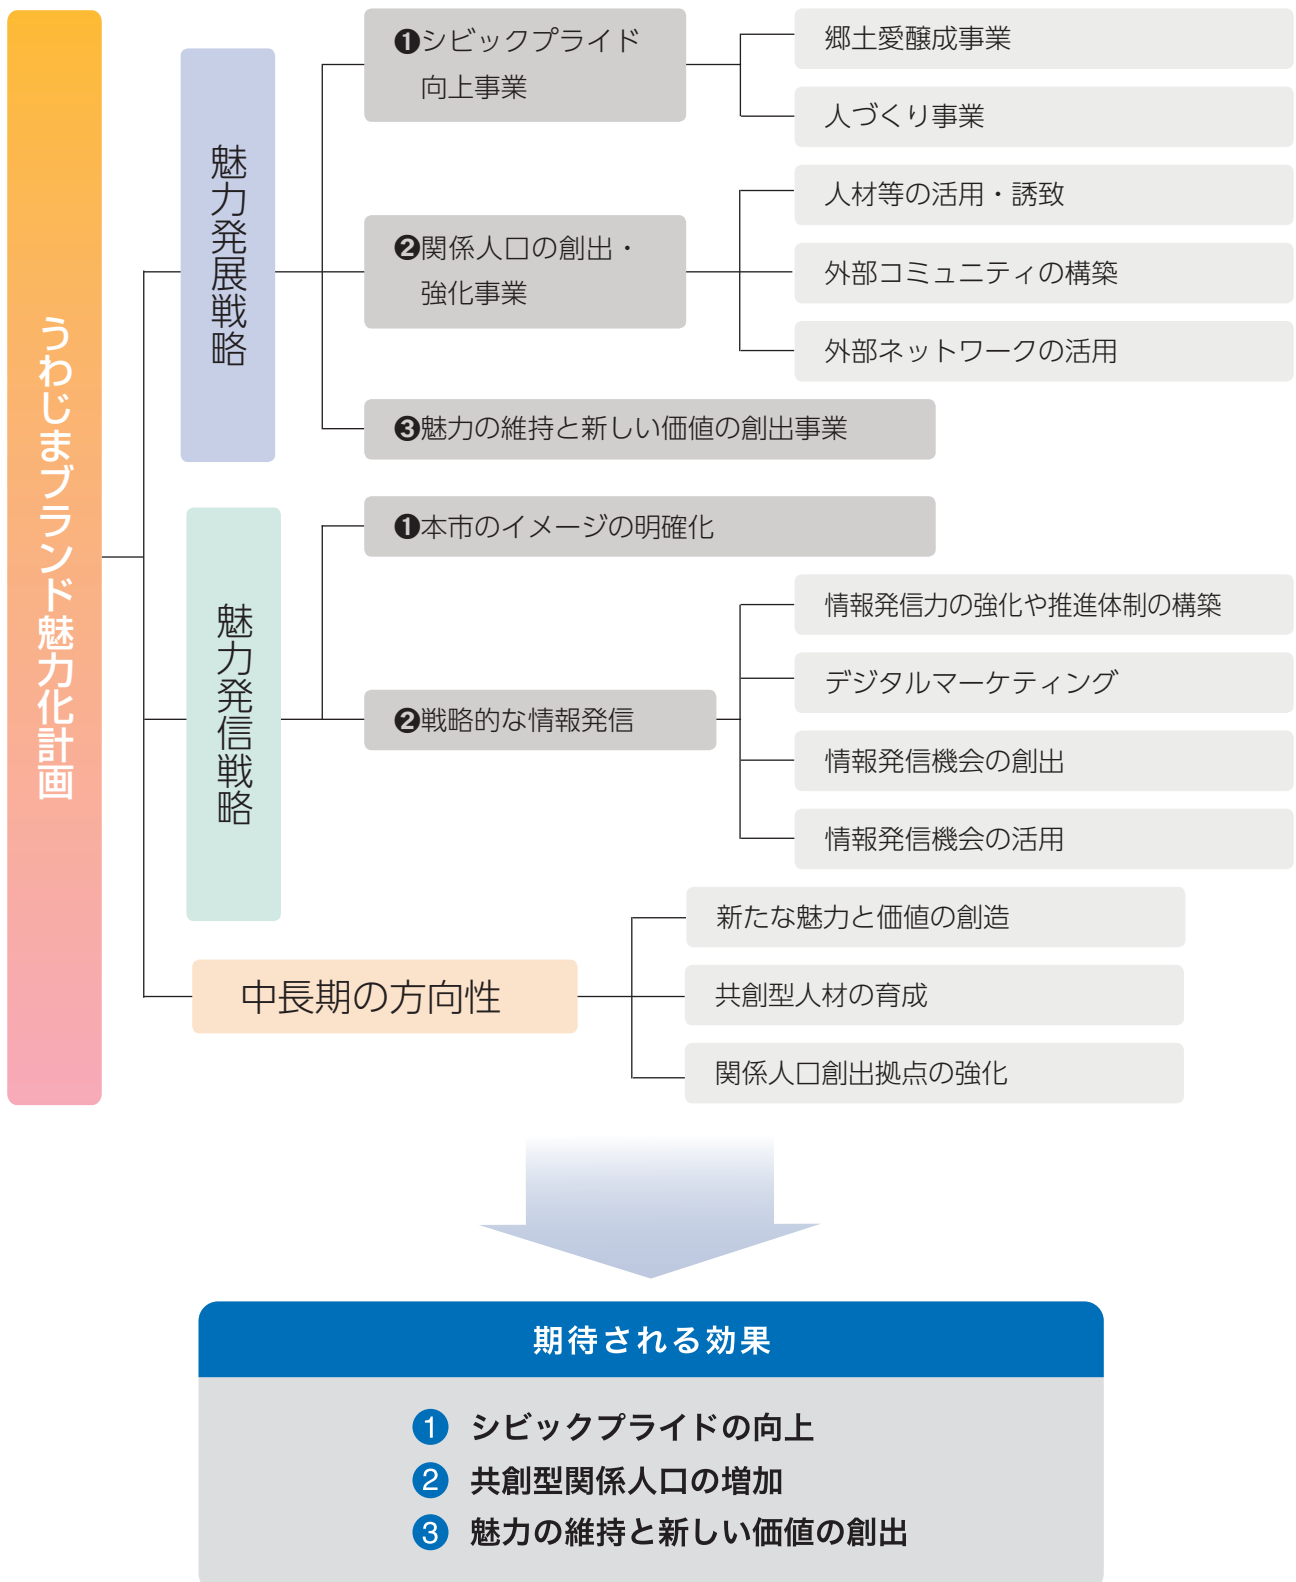 うわじまブランド魅力化計画
魅力発展戦略
❶シビックプライド
向上事業
郷土愛醸成事業
人づくり事業
❷関係人口の創出・
強化事業
人材等の活用・誘致
外部コミュニティの構築
外部ネットワークの活用
❸魅力の維持と新しい価値の創出事業
魅力発信戦略
❶本市のイメージの明確化
❷戦略的な情報発信
情報発信力の強化や推進体制の構築
デジタルマーケティング
情報発信機会の創出
情報発信機会の活用
中長期の方向性
新たな魅力と価値の創造
共創型人材の育成
関係人口創出拠点の強化
期待される効果
1 シビックプライドの向上
2 共創型関係人口の増加
3 魅力の維持と新しい価値の創出